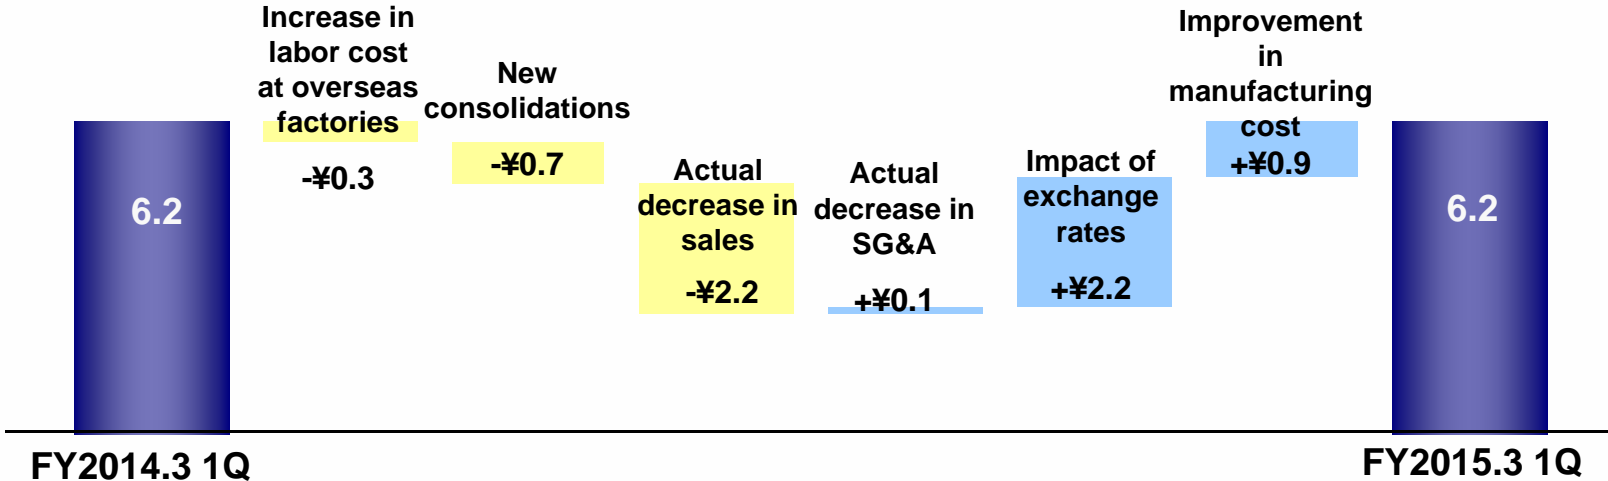 Increase in
labor cost
at overseas
factories
-¥0.3
New
consolidations
-¥0.7
Actual
decrease in
sales
-¥2.2
Actual
decrease in
SG&A
+¥0.1
Impact of
exchange
rates
+¥2.2
Improvement
in
manufacturing
cost
+¥0.9
6.2
6.2
FY2014.3 1Q
FY2015.3 1Q